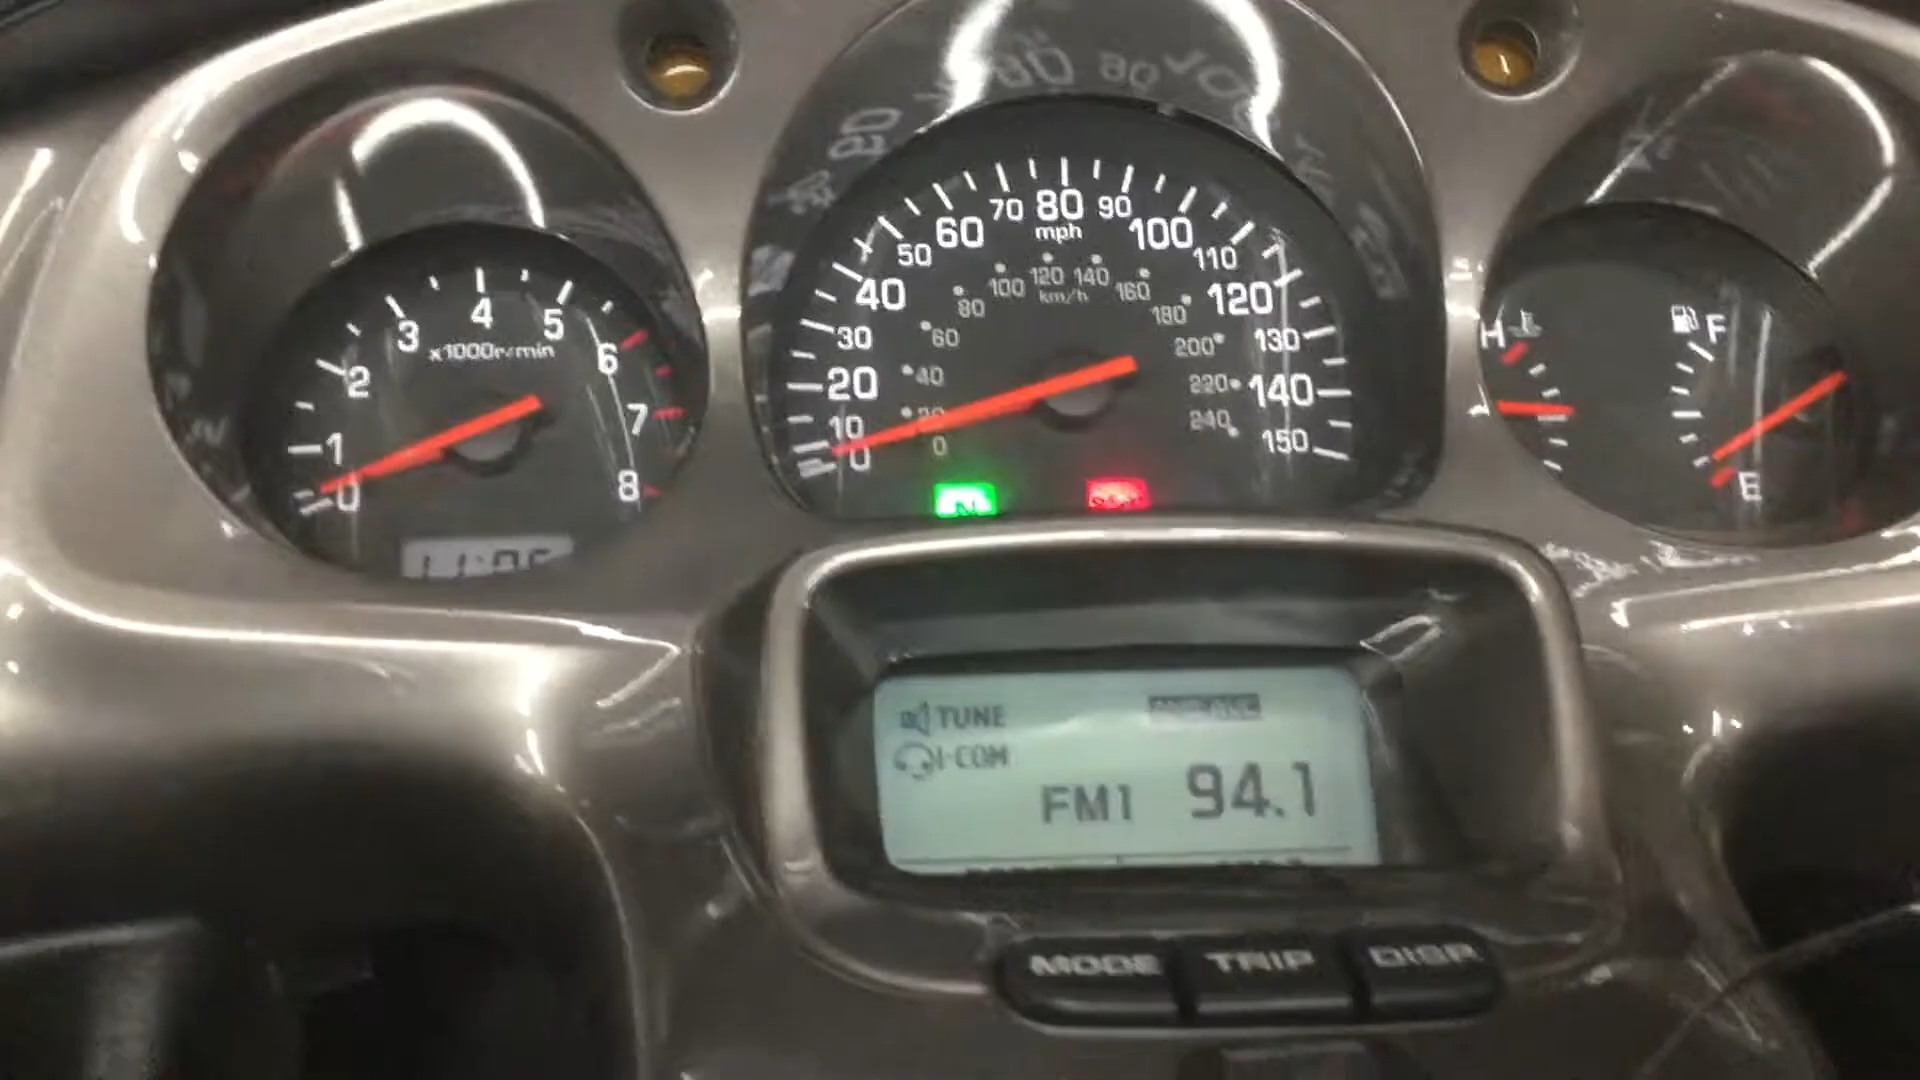 1 2 3 4 5 6 7 8 0
x1000r/min
0 10 20 30 40 50 60 70 80 90 100 110 120 130 140 150
mph
0 20 40 60 80 100 120 140 160 180 200 220 240
km/h
H
F
E
N
TUNE
I-COM
FM1 94.1
MODE TRIP DISP